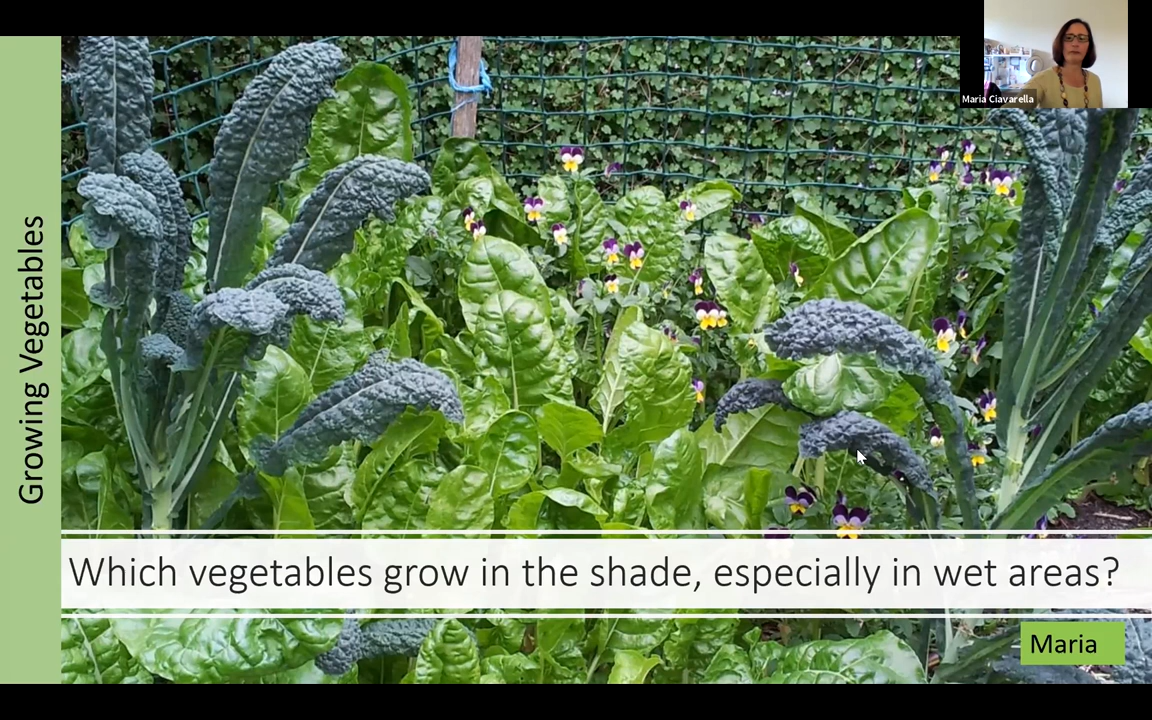 Growing Vegetables
Maria Ciavarella
Which vegetables grow in the shade, especially in wet areas?
Maria